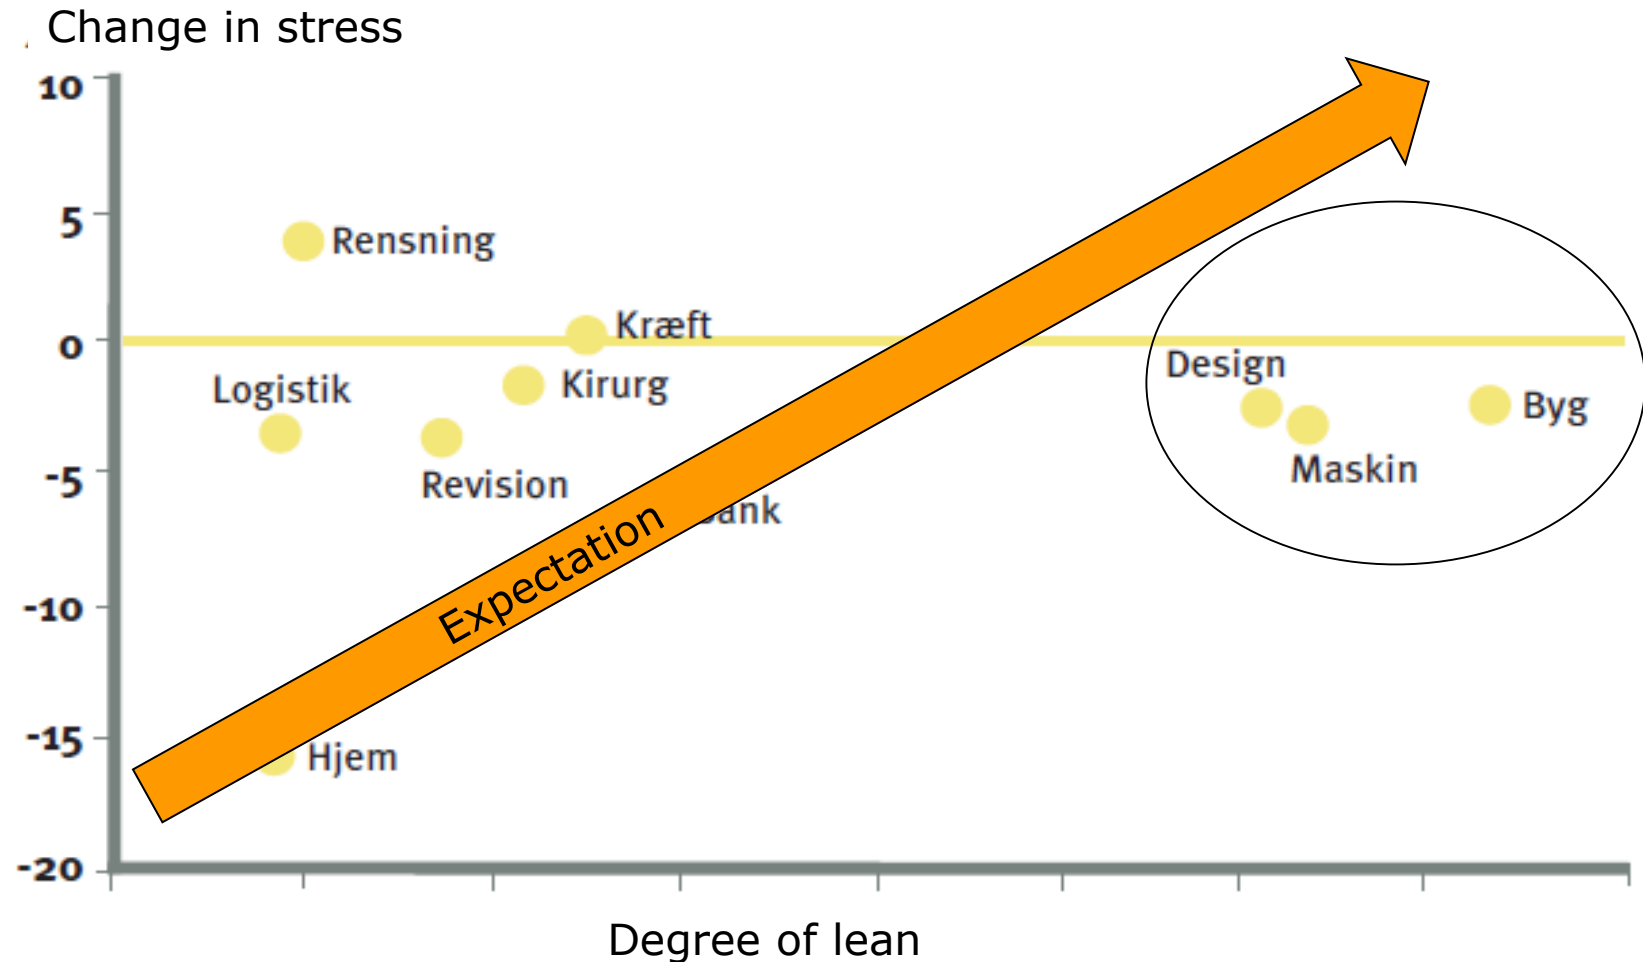 Change in stress
10
5
0
-5
-10
-15
-20
Rensning
Kræft
Kirurg
Logistik
Revision
Design
Byg
Maskin
Expectation
Hjem
Degree of lean